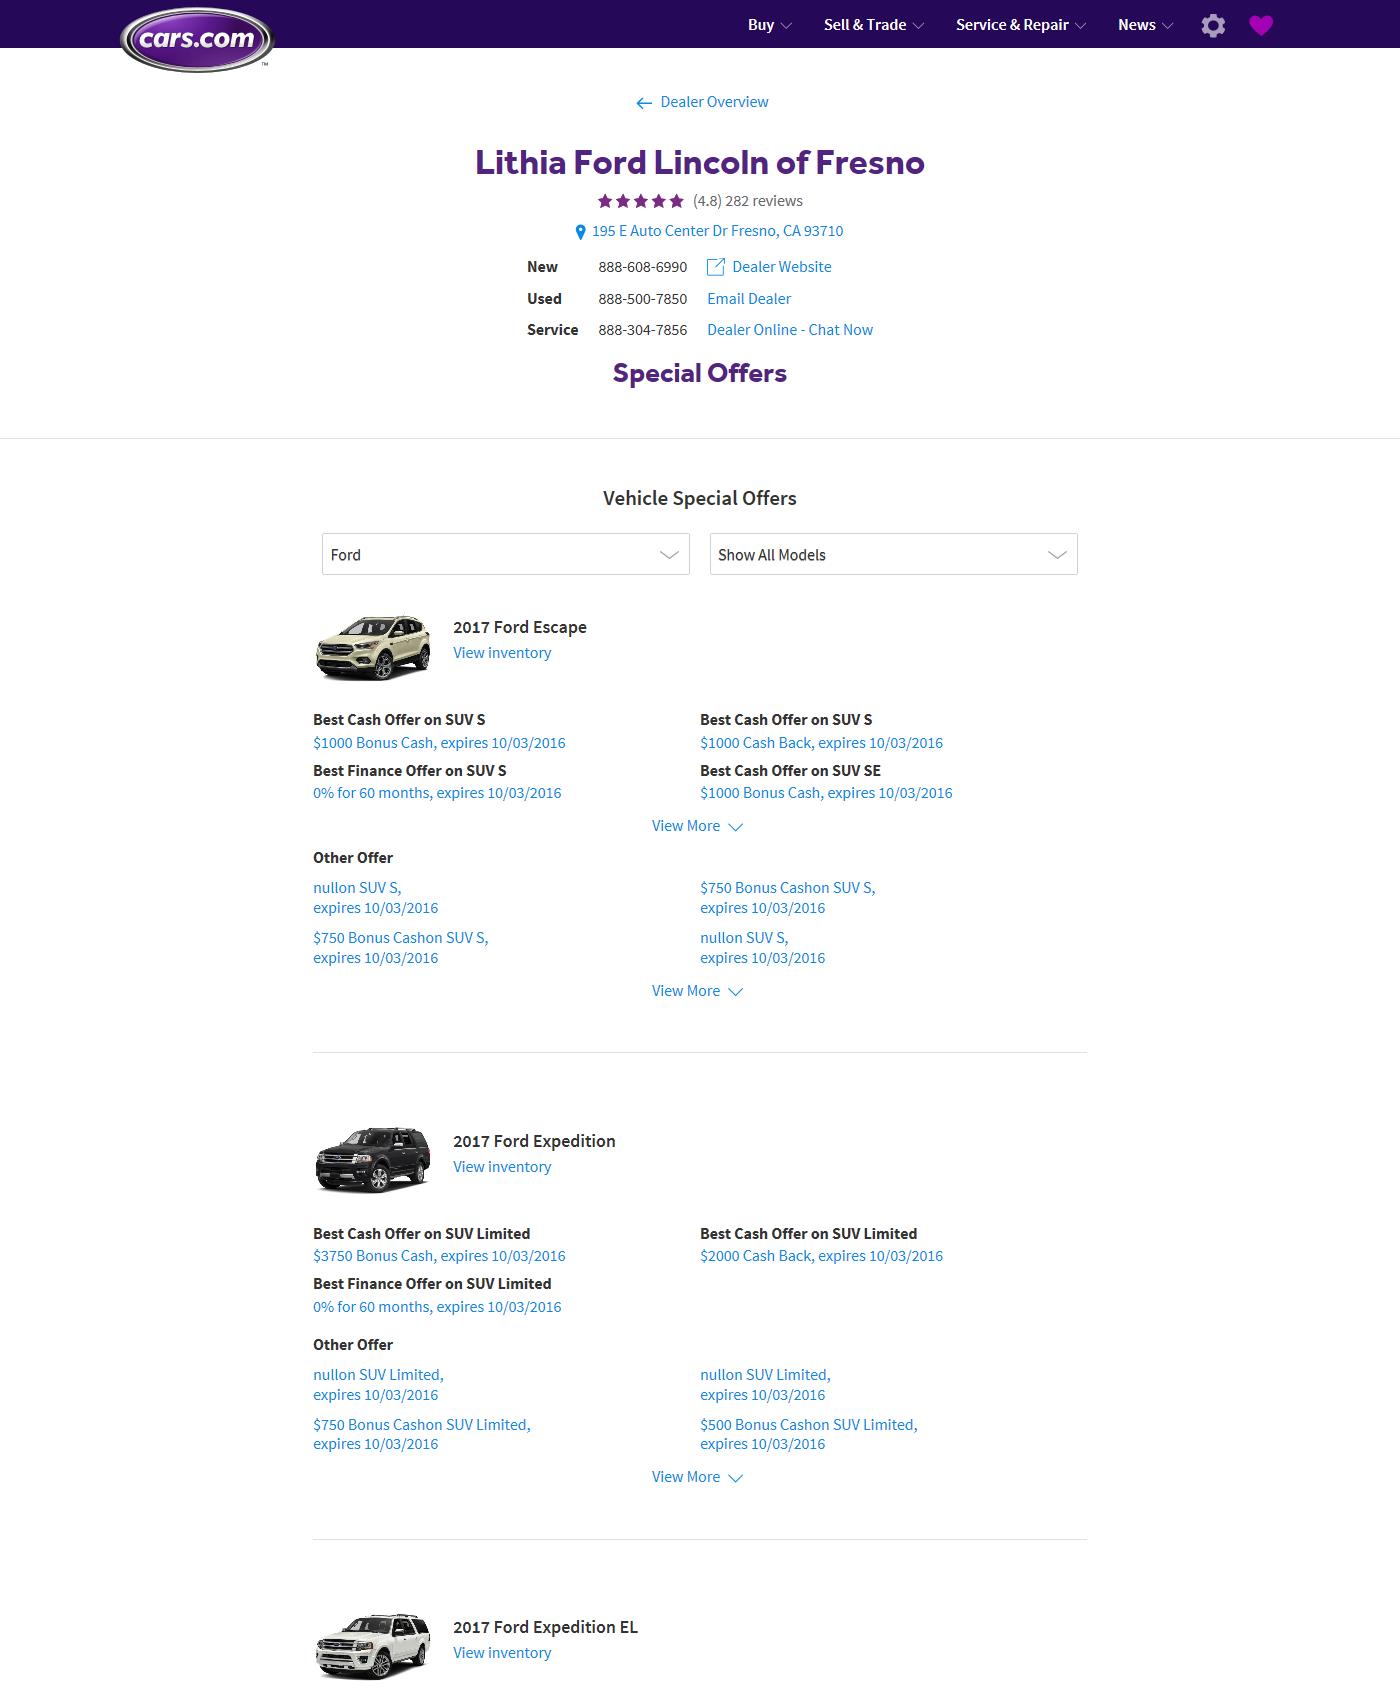 cars.com
™
Buy
Sell & Trade
Service & Repair
News
Dealer Overview
Lithia Ford Lincoln of Fresno
(4.8) 282 reviews
195 E Auto Center Dr Fresno, CA 93710
New 888-608-6990 Dealer Website
Used 888-500-7850 Email Dealer
Service 888-304-7856 Dealer Online - Chat Now
Special Offers
Vehicle Special Offers
Ford
Show All Models
2017 Ford Escape
View inventory
Best Cash Offer on SUV S
$1000 Bonus Cash, expires 10/03/2016
Best Cash Offer on SUV S
$1000 Cash Back, expires 10/03/2016
Best Finance Offer on SUV S
0% for 60 months, expires 10/03/2016
Best Cash Offer on SUV SE
$1000 Bonus Cash, expires 10/03/2016
View More
Other Offer
nullon SUV S,
expires 10/03/2016
$750 Bonus Cashon SUV S,
expires 10/03/2016
$750 Bonus Cashon SUV S,
expires 10/03/2016
nullon SUV S,
expires 10/03/2016
View More
2017 Ford Expedition
View inventory
Best Cash Offer on SUV Limited
$3750 Bonus Cash, expires 10/03/2016
Best Cash Offer on SUV Limited
$2000 Cash Back, expires 10/03/2016
Best Finance Offer on SUV Limited
0% for 60 months, expires 10/03/2016
Other Offer
nullon SUV Limited,
expires 10/03/2016
nullon SUV Limited,
expires 10/03/2016
$750 Bonus Cashon SUV Limited,
expires 10/03/2016
$500 Bonus Cashon SUV Limited,
expires 10/03/2016
View More
2017 Ford Expedition EL
View inventory